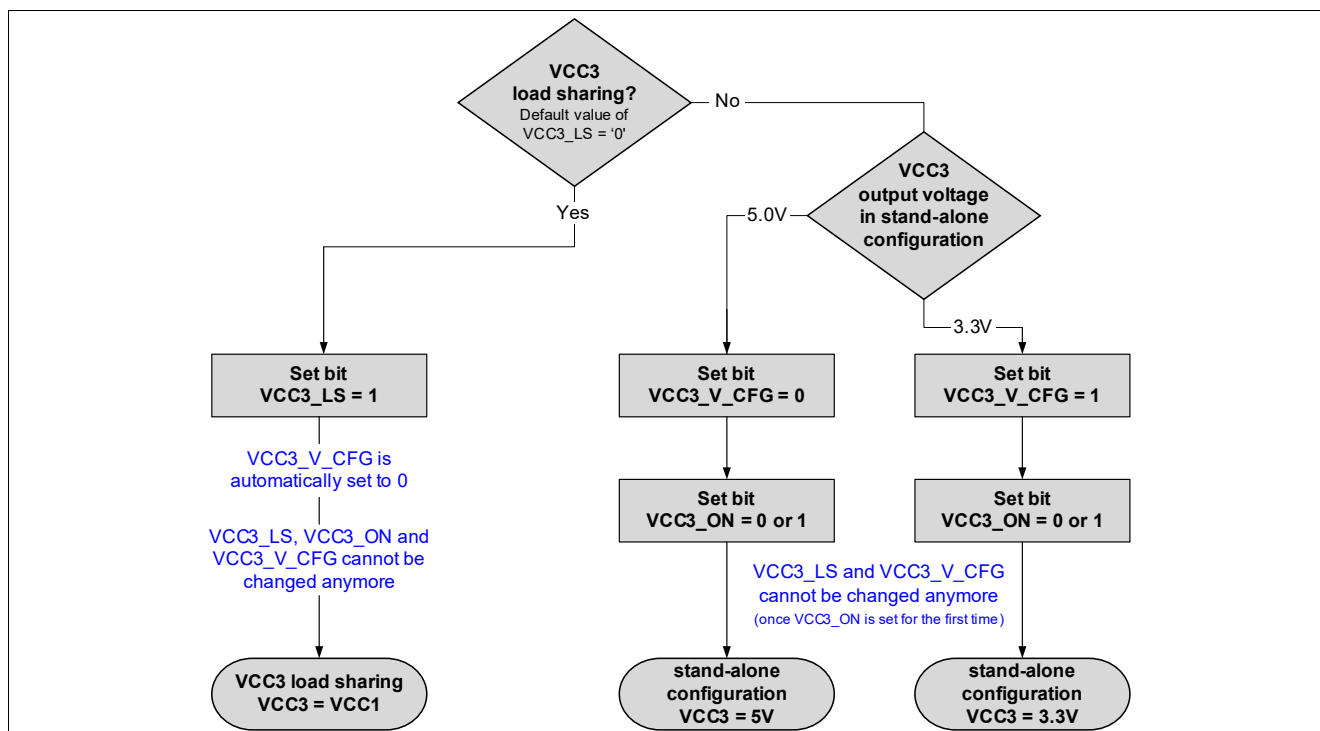 VCC3
load sharing?
Default value of
VCC3_LS = ‘0’
No
Yes
VCC3
output voltage
in stand-alone
configuration
5.0V
3.3V
Set bit
VCC3_LS = 1
Set bit
VCC3_V_CFG = 0
Set bit
VCC3_V_CFG = 1
VCC3_V_CFG is
automatically set to 0
VCC3_LS, VCC3_ON and
VCC3_V_CFG cannot be
changed anymore
Set bit
VCC3_ON = 0 or 1
Set bit
VCC3_ON = 0 or 1
VCC3_LS and VCC3_V_CFG
cannot be changed anymore
(once VCC3_ON is set for the first time)
VCC3 load sharing
VCC3 = VCC1
stand-alone
configuration
VCC3 = 5V
stand-alone
configuration
VCC3 = 3.3V